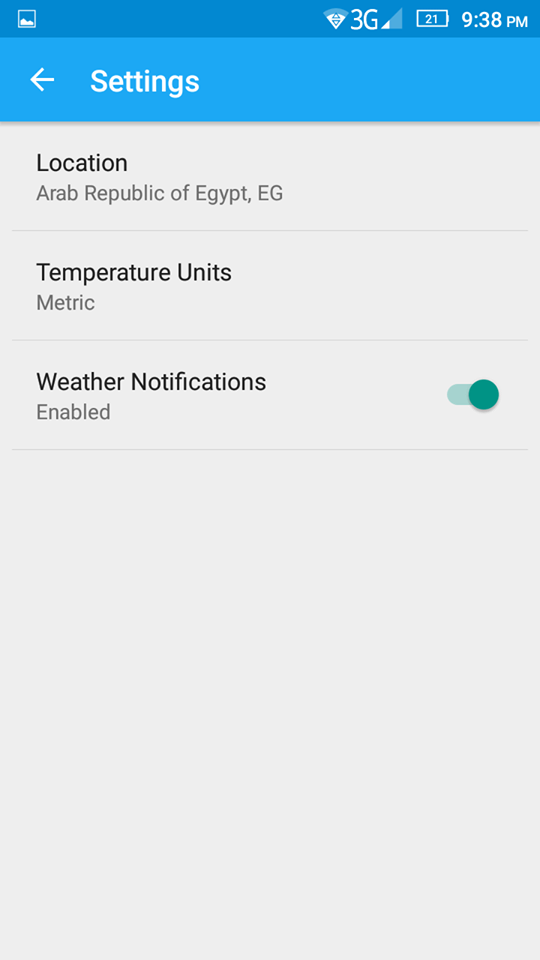 3G 21 9:38 PM
Settings
Location
Arab Republic of Egypt, EG
Temperature Units
Metric
Weather Notifications
Enabled